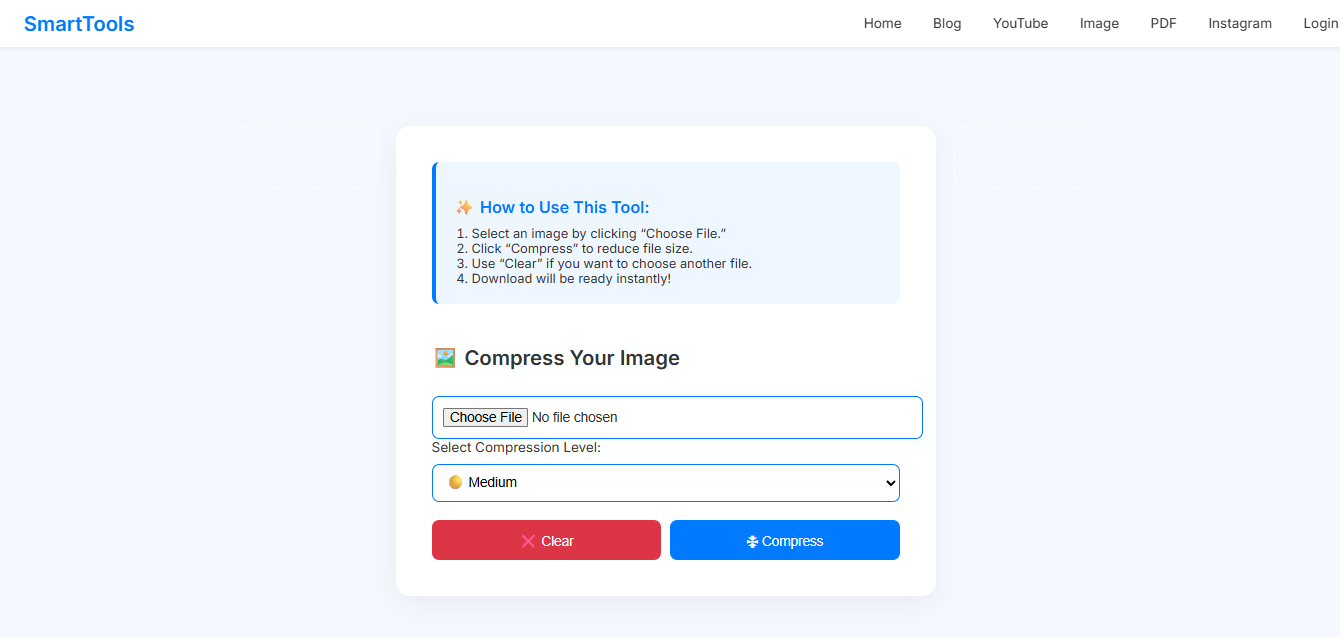 SmartTools
Home Blog YouTube Image PDF Instagram Login
✨ How to Use This Tool:
1. Select an image by clicking “Choose File.”
2. Click “Compress” to reduce file size.
3. Use “Clear” if you want to choose another file.
4. Download will be ready instantly!
🖼️ Compress Your Image
Choose File No file chosen
Select Compression Level:
Medium
❌ Clear
Compress